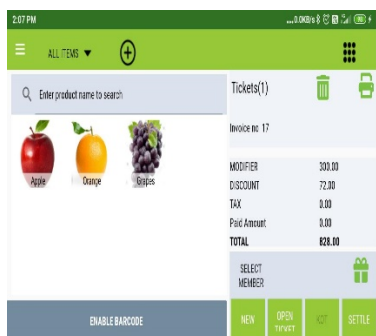 2:07 PM
...0.0KB/s
ALL ITEMS
Enter product name to search
Apple
Orange
Grapes
ENABLE BARCODE
Tickets(1)
Invoice no 17
MODIFIER 300.00
DISCOUNT 72.00
TAX 0.00
Paid Amount 0.00
TOTAL 828.00
SELECT
MEMBER
NEW
OPEN
TICKET
KOT
SETTLE